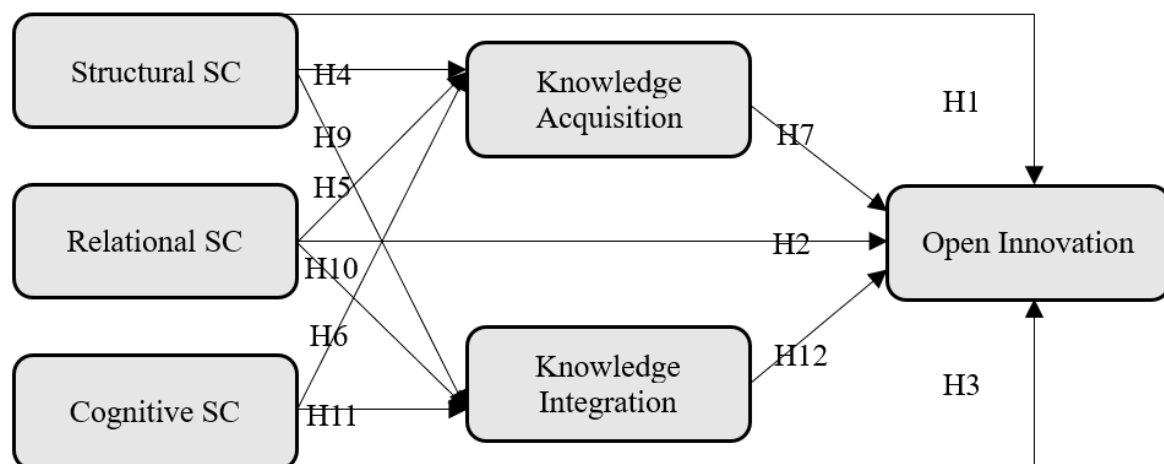 Structural SC
H4
Knowledge
Acquisition
H1
H9
H7
H5
Relational SC
H2
Open Innovation
H10
H6
Knowledge
Integration
H12
H3
Cognitive SC
H11